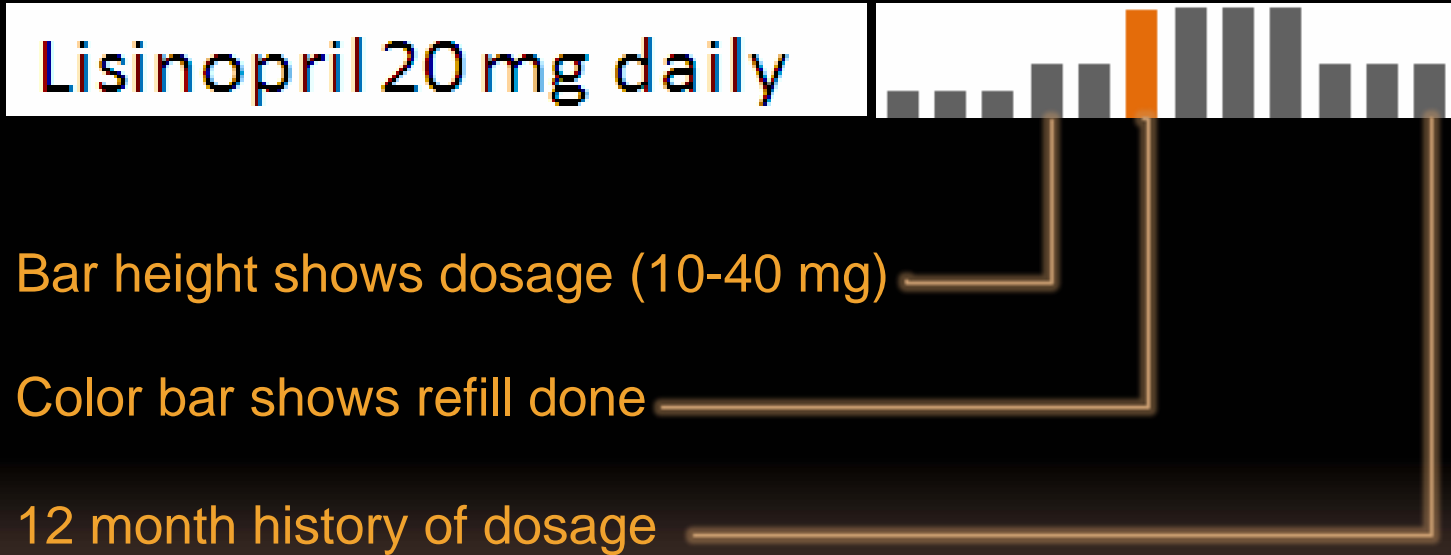 Lisinopril 20 mg daily
Bar height shows dosage (10-40 mg)
Color bar shows refill done
12 month history of dosage